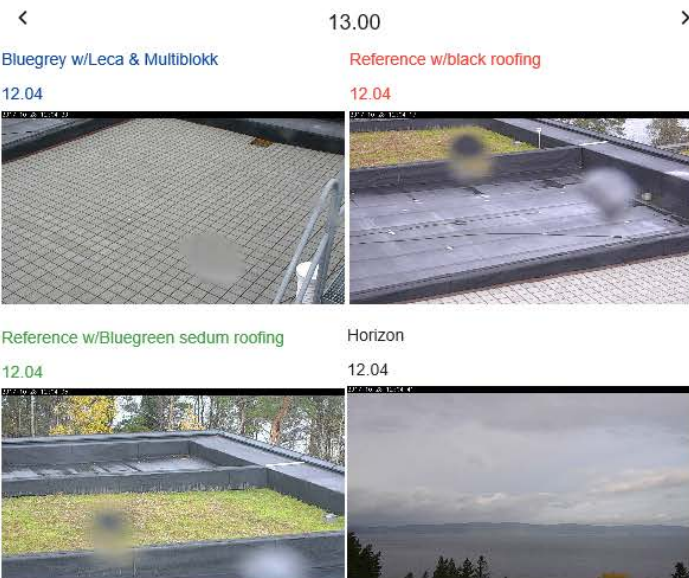 13.00
Bluegrey w/Leca & Multiblokk
12.04
Reference w/black roofing
12.04
Reference w/Bluegreen sedum roofing
12.04
Horizon
12.04